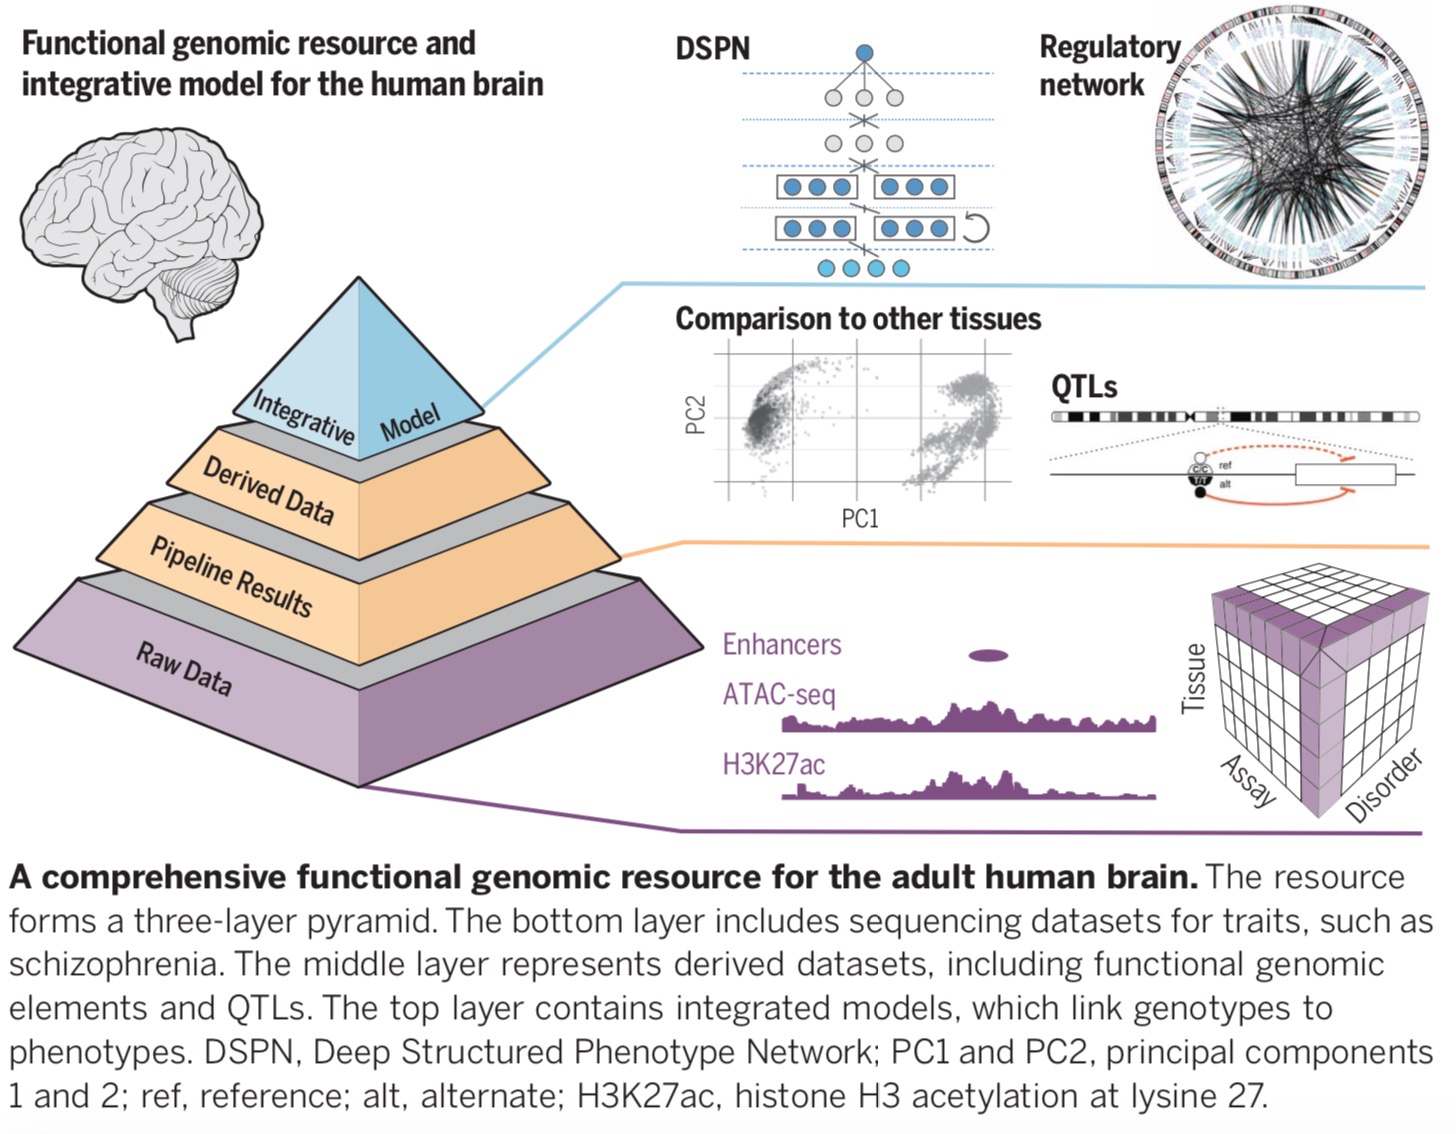 Functional genomic resource and
integrative model for the human brain
DSPN
Regulatory
network
Integrative Model
Derived Data
Pipeline Results
Raw Data
Comparison to other tissues
PC2
PC1
QTLs
C/C
T/T
ref
alt
Enhancers
ATAC-seq
H3K27ac
Tissue
Assay
Disorder
A comprehensive functional genomic resource for the adult human brain. The resource
forms a three-layer pyramid. The bottom layer includes sequencing datasets for traits, such as
schizophrenia. The middle layer represents derived datasets, including functional genomic
elements and QTLs. The top layer contains integrated models, which link genotypes to
phenotypes. DSPN, Deep Structured Phenotype Network; PC1 and PC2, principal components
1 and 2; ref, reference; alt, alternate; H3K27ac, histone H3 acetylation at lysine 27.